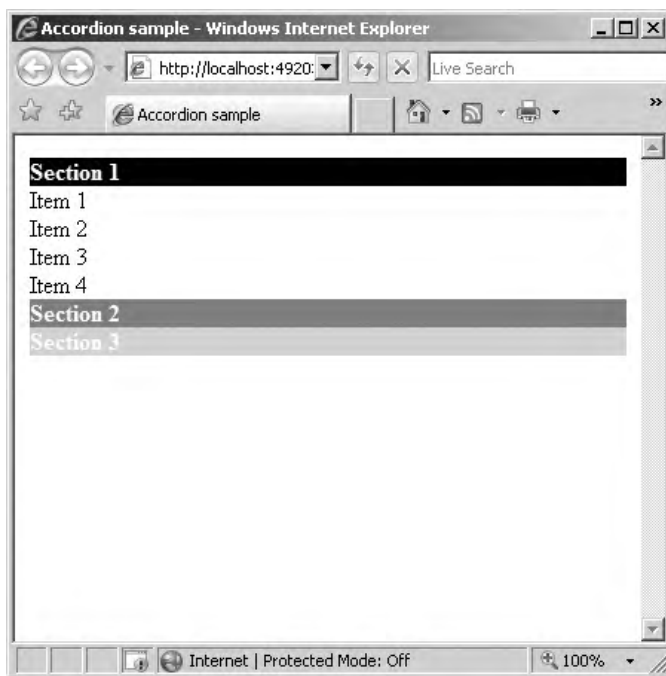 Accordion sample - Windows Internet Explorer
http://localhost:4920:
Live Search
Accordion sample
»
Section 1
Item 1
Item 2
Item 3
Item 4
Section 2
Section 3
Internet | Protected Mode: Off
100%